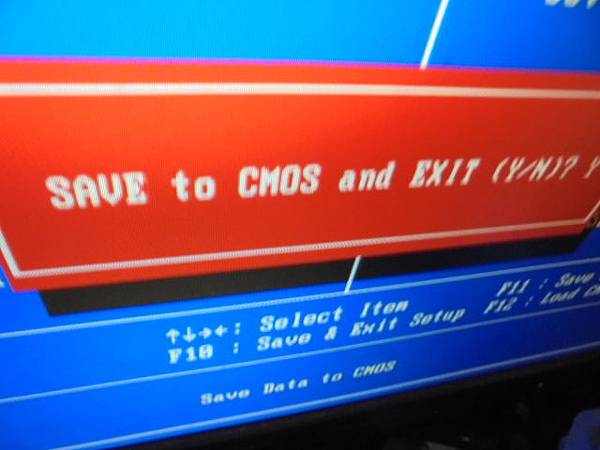 SAVE to CMOS and EXIT (Y/N)? Y
↑↓→←: Select Item
F11 : Save
F10 : Save & Exit Setup
F12 : Load
Save Data to CMOS